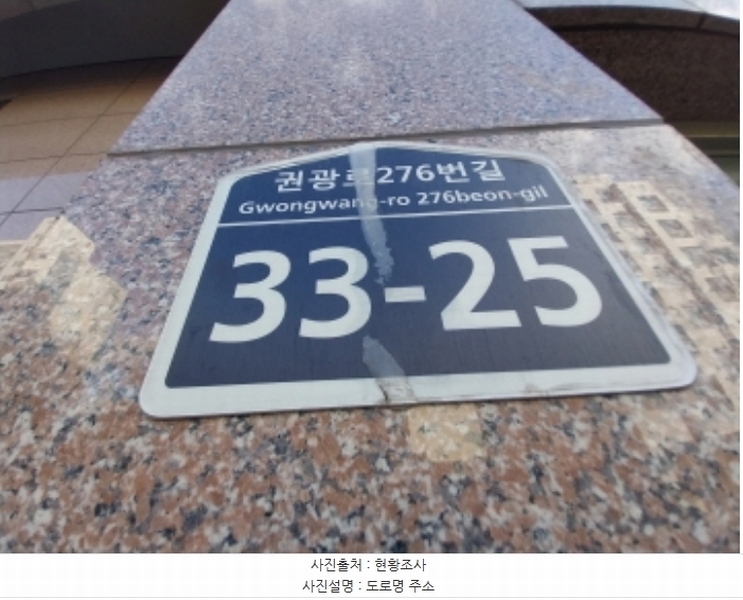 권광로276번길
Gwongwang-ro 276beon-gil
33-25
사진출처 : 현황조사
사진설명 : 도로명 주소